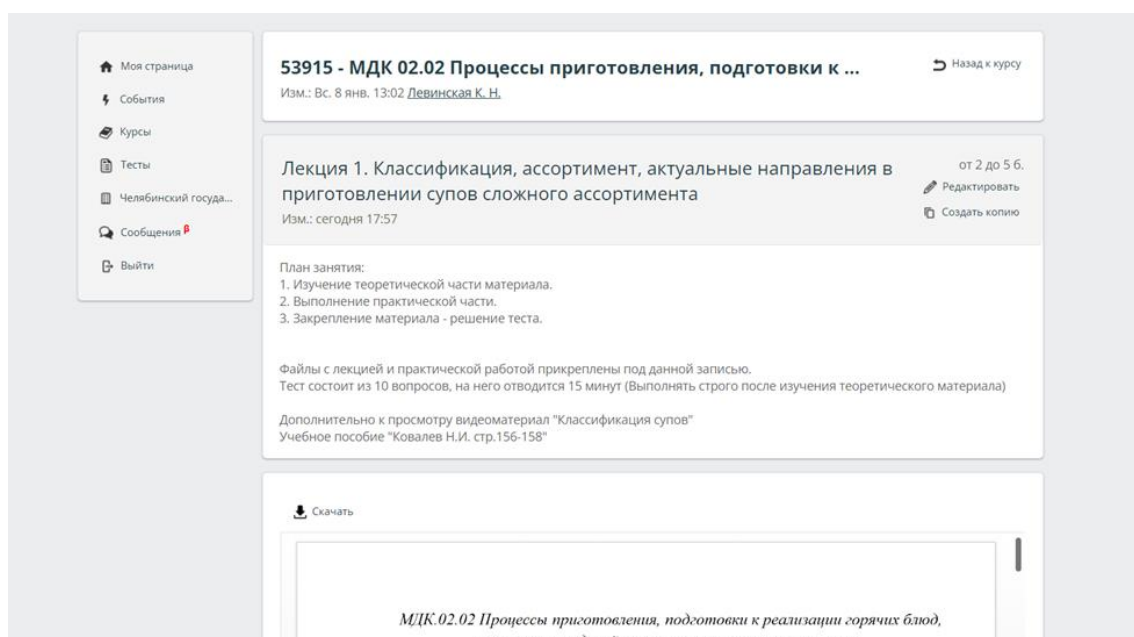 Моя страница
События
Курсы
Тесты
Челябинский госуда...
Сообщения β
Выйти
53915 - МДК 02.02 Процессы приготовления, подготовки к ...
Назад к курсу
Изм.: Вс. 8 янв. 13:02 Левинская К. Н.
Лекция 1. Классификация, ассортимент, актуальные направления в
приготовлении супов сложного ассортимента
Изм.: сегодня 17:57
от 2 до 5 б.
Редактировать
Создать копию
План занятия:
1. Изучение теоретической части материала.
2. Выполнение практической части.
3. Закрепление материала - решение теста.
Файлы с лекцией и практической работой прикреплены под данной записью.
Тест состоит из 10 вопросов, на него отводится 15 минут (Выполнять строго после изучения теоретического материала)
Дополнительно к просмотру видеоматериал "Классификация супов"
Учебное пособие "Ковалев Н.И. стр.156-158"
Скачать
МДК.02.02 Процессы приготовления, подготовки к реализации горячих блюд,